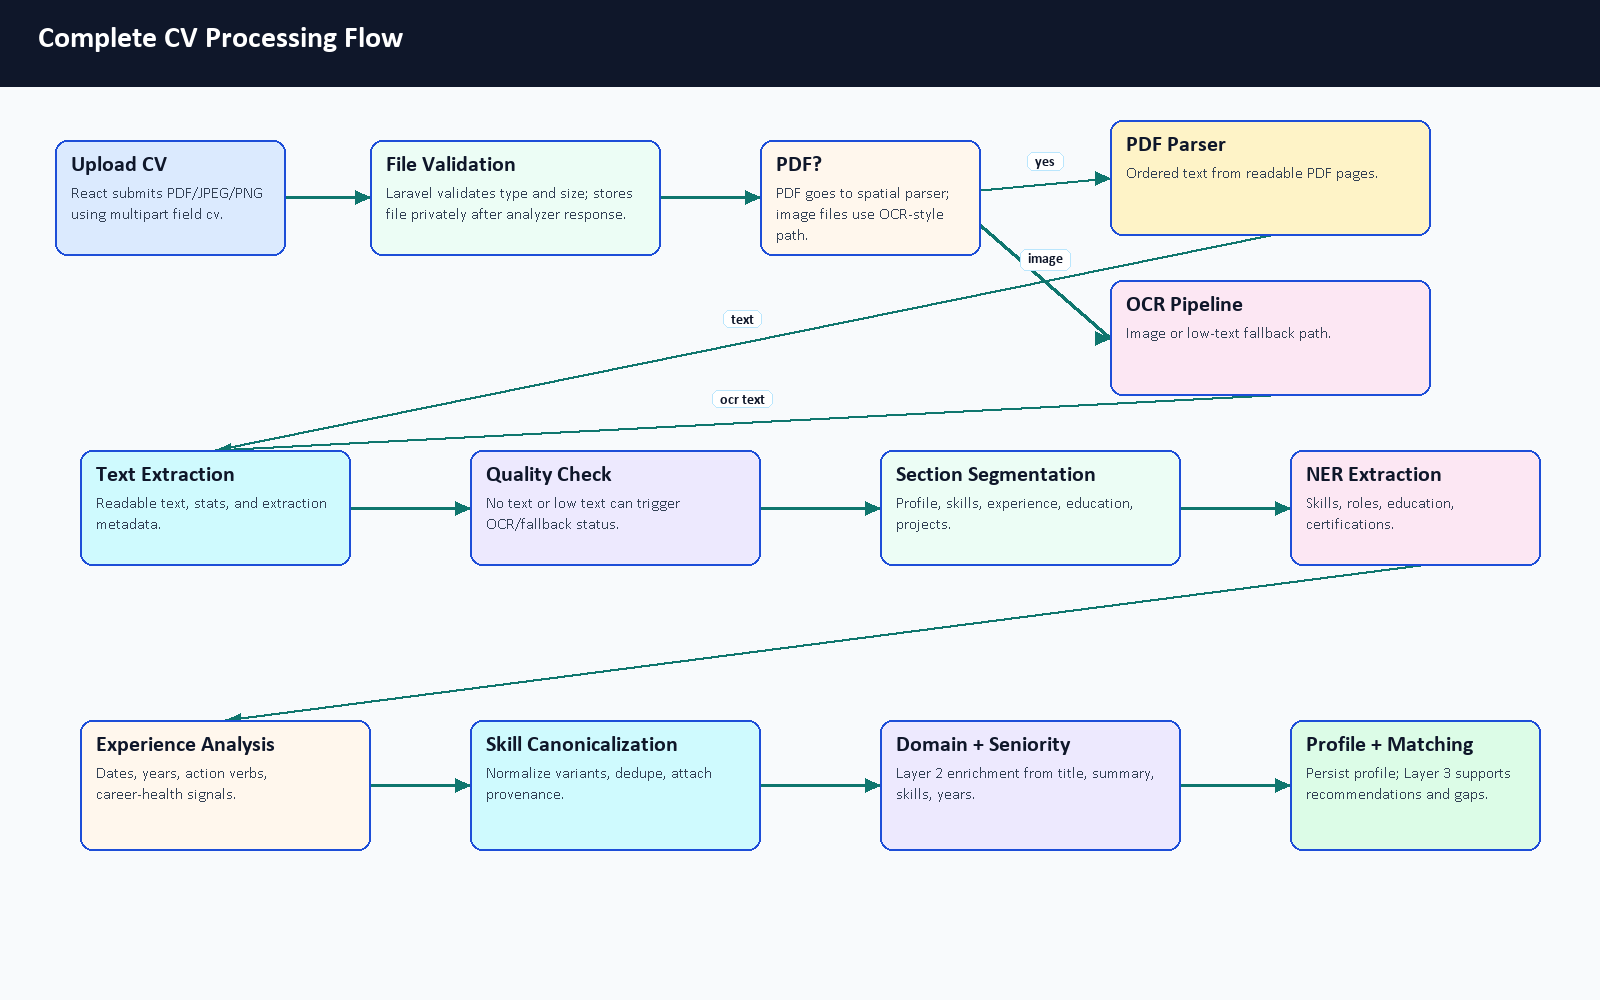 Complete CV Processing Flow
Upload CV
React submits PDF/JPEG/PNG
using multipart field cv.
File Validation
Laravel validates type and size; stores
file privately after analyzer response.
PDF?
PDF goes to spatial parser;
image files use OCR-style
path.
yes
PDF Parser
Ordered text from readable PDF pages.
image
OCR Pipeline
Image or low-text fallback path.
text
ocr text
Text Extraction
Readable text, stats, and extraction
metadata.
Quality Check
No text or low text can trigger
OCR/fallback status.
Section Segmentation
Profile, skills, experience, education,
projects.
NER Extraction
Skills, roles, education,
certifications.
Experience Analysis
Dates, years, action verbs,
career-health signals.
Skill Canonicalization
Normalize variants, dedupe, attach
provenance.
Domain + Seniority
Layer 2 enrichment from title, summary,
skills, years.
Profile + Matching
Persist profile; Layer 3 supports
recommendations and gaps.